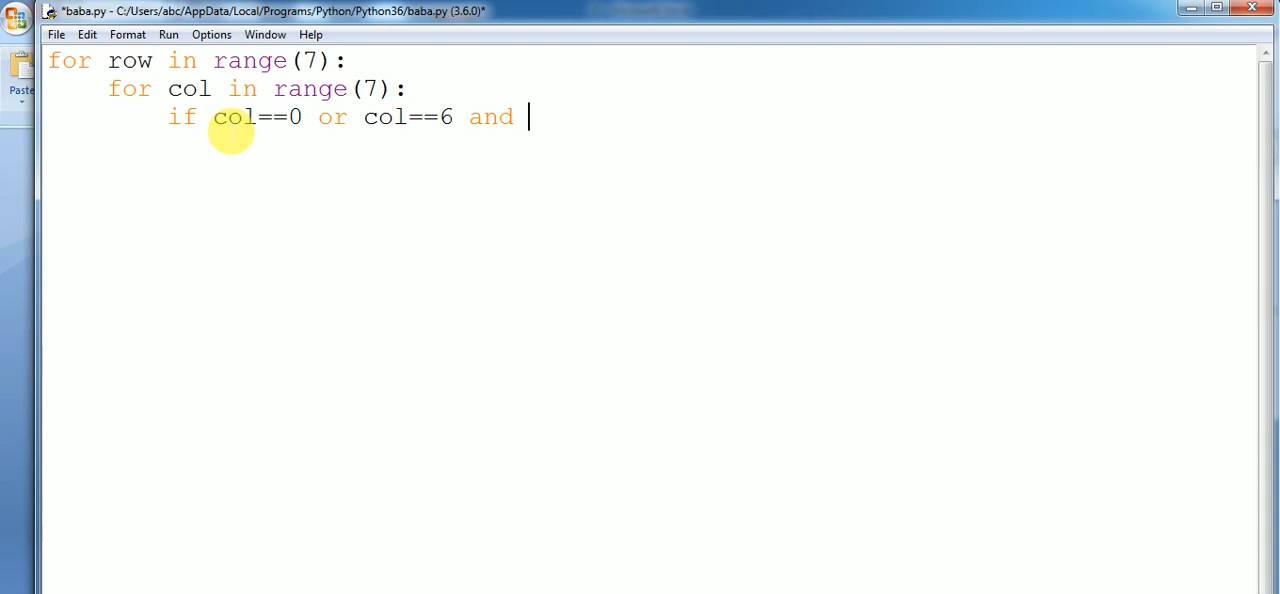 *baba.py - C:/Users/abc/AppData/Local/Programs/Python/Python36/baba.py (3.6.0)*
File Edit Format Run Options Window Help
Paste
for row in range(7):
    for col in range(7):
        if col==0 or col==6 and